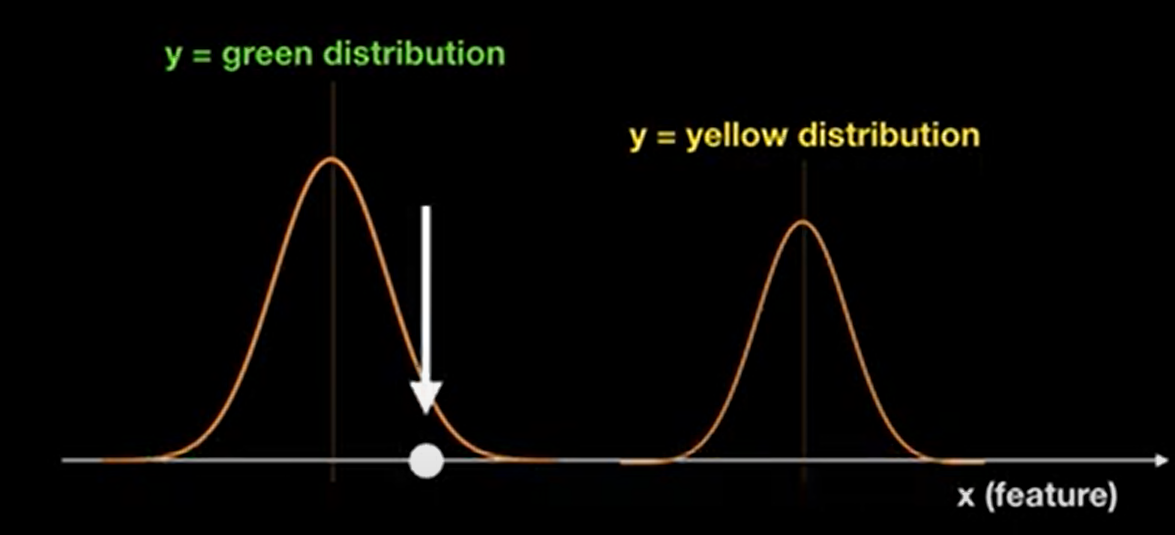 y = green distribution
y = yellow distribution
x (feature)